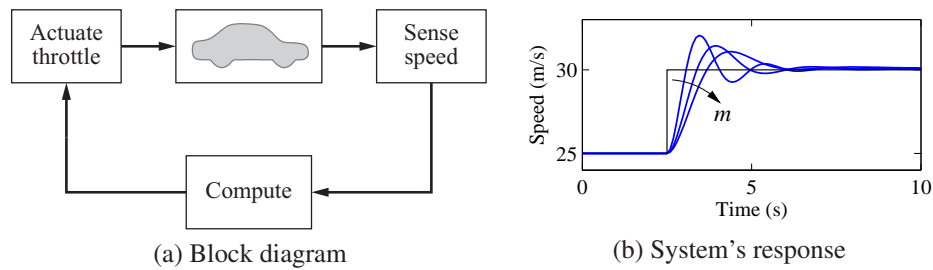 Actuate
throttle
Sense
speed
Compute
(a) Block diagram
Speed (m/s)
30
25
m
0
5
10
Time (s)
(b) System's response